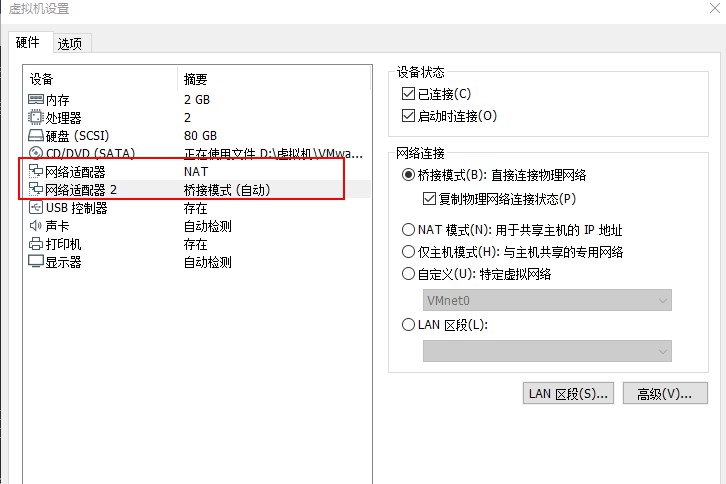 虚拟机设置
硬件 选项
设备 摘要
内存 2 GB
处理器 2
硬盘 (SCSI) 80 GB
CD/DVD (SATA) 正在使用文件 D:\虚拟机\VMwa...
网络适配器 NAT
网络适配器 2 桥接模式 (自动)
USB 控制器 存在
声卡 自动检测
打印机 存在
显示器 自动检测
设备状态
已连接(C)
启动时连接(O)
网络连接
桥接模式(B): 直接连接物理网络
复制物理网络连接状态(P)
NAT 模式(N): 用于共享主机的 IP 地址
仅主机模式(H): 与主机共享的专用网络
自定义(U): 特定虚拟网络
VMnet0
LAN 区段(L):
LAN 区段(S)... 高级(V)...